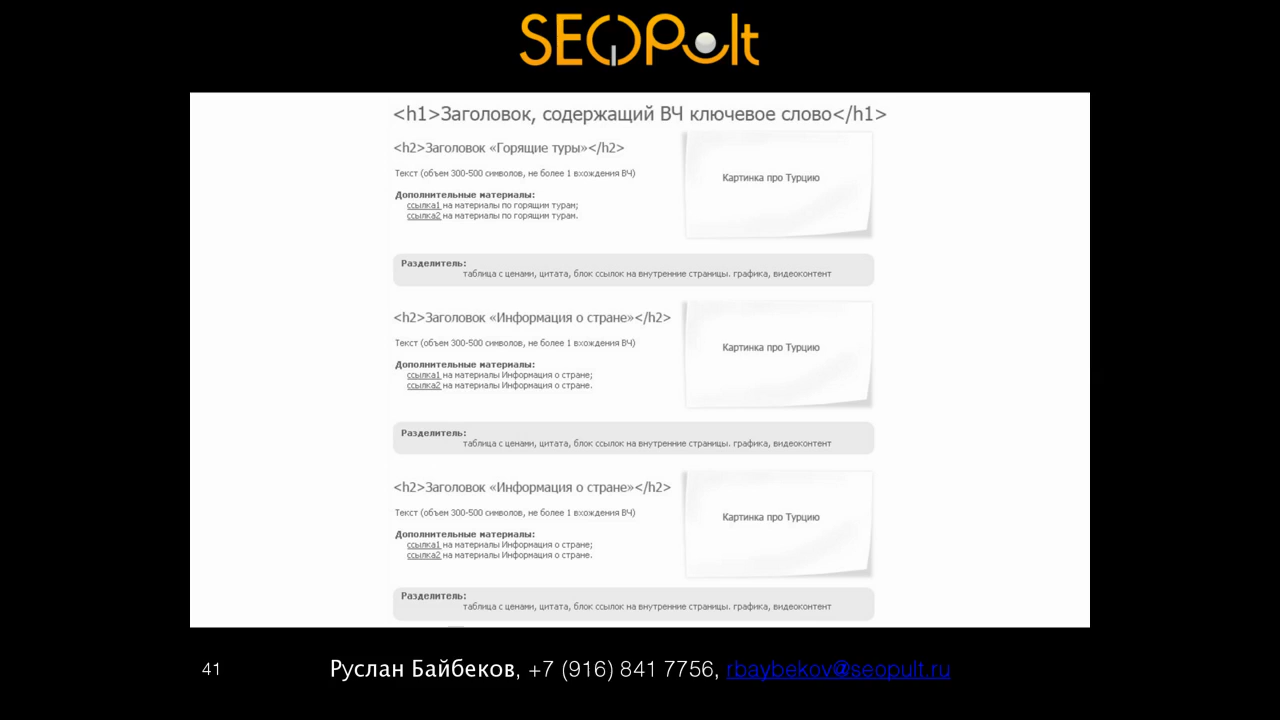 SEOPult
<h1>Заголовок, содержащий ВЧ ключевое слово</h1>
<h2>Заголовок «Горящие туры»</h2>
Текст (объем 300-500 символов, не более 1 вхождения ВЧ)
Дополнительные материалы:
ссылка1 на материалы по горящим турам;
ссылка2 на материалы по горящим турам.
Картинка про Турцию
Разделитель:
таблица с ценами, цитата, блок ссылок на внутренние страницы. графика, видеоконтент
<h2>Заголовок «Информация о стране»</h2>
Текст (объем 300-500 символов, не более 1 вхождения ВЧ)
Дополнительные материалы:
ссылка1 на материалы Информация о стране;
ссылка2 на материалы Информация о стране.
Картинка про Турцию
Разделитель:
таблица с ценами, цитата, блок ссылок на внутренние страницы. графика, видеоконтент
<h2>Заголовок «Информация о стране»</h2>
Текст (объем 300-500 символов, не более 1 вхождения ВЧ)
Дополнительные материалы:
ссылка1 на материалы Информация о стране;
ссылка2 на материалы Информация о стране.
Картинка про Турцию
Разделитель:
таблица с ценами, цитата, блок ссылок на внутренние страницы. графика, видеоконтент
41
Руслан Байбеков, +7 (916) 841 7756, rbaybekov@seopult.ru